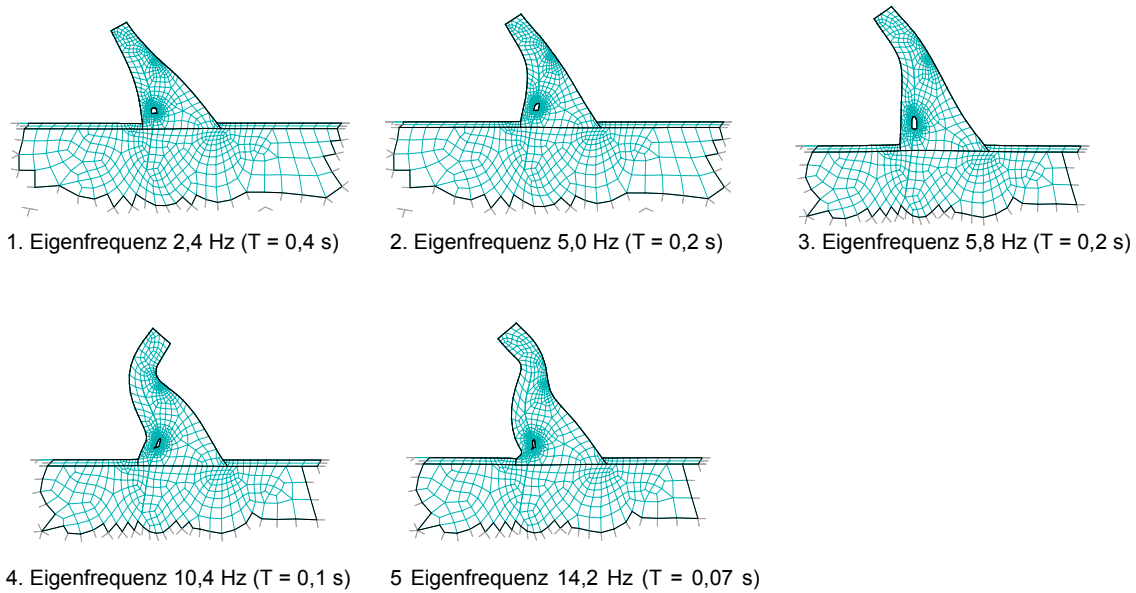 1. Eigenfrequenz 2,4 Hz (T = 0,4 s)
2. Eigenfrequenz 5,0 Hz (T = 0,2 s)
3. Eigenfrequenz 5,8 Hz (T = 0,2 s)
4. Eigenfrequenz 10,4 Hz (T = 0,1 s)
5 Eigenfrequenz 14,2 Hz (T = 0,07 s)